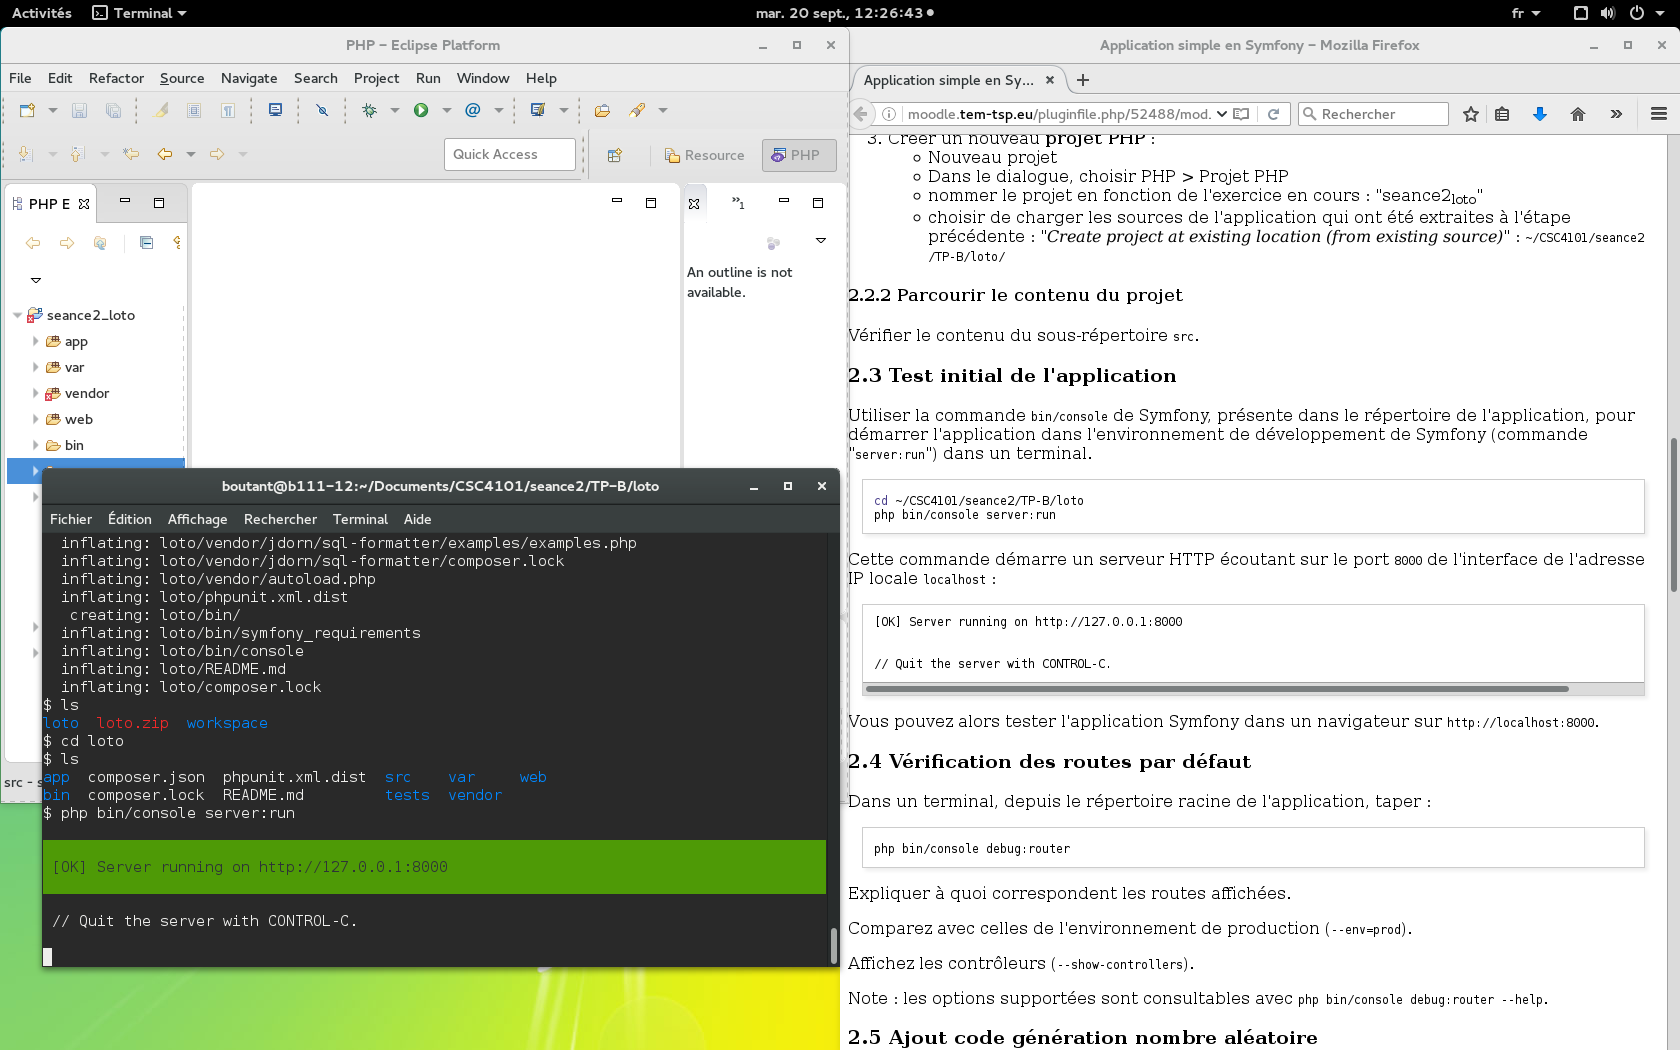 Activités
Terminal
mar. 20 sept., 12:26:43
fr
PHP – Eclipse Platform
File Edit Refactor Source Navigate Search Project Run Window Help
Quick Access
Resource
PHP
PHP E
1
An outline is not
available.
seance2_loto
app
var
vendor
web
bin
src - s
boutant@b111-12:~/Documents/CSC4101/seance2/TP-B/loto
Fichier Édition Affichage Rechercher Terminal Aide
inflating: loto/vendor/jdorn/sql-formatter/examples/examples.php
inflating: loto/vendor/jdorn/sql-formatter/composer.lock
inflating: loto/vendor/autoload.php
inflating: loto/phpunit.xml.dist
creating: loto/bin/
inflating: loto/bin/symfony_requirements
inflating: loto/bin/console
inflating: loto/README.md
inflating: loto/composer.lock
$ ls
loto loto.zip workspace
$ cd loto
$ ls
app composer.json phpunit.xml.dist src var web
bin composer.lock README.md tests vendor
$ php bin/console server:run
[OK] Server running on http://127.0.0.1:8000
// Quit the server with CONTROL-C.
Application simple en Symfony – Mozilla Firefox
Application simple en Sy...
moodle.tem-tsp.eu/pluginfile.php/52488/mod.
Rechercher
3. Créer un nouveau projet PHP :
Nouveau projet
Dans le dialogue, choisir PHP > Projet PHP
nommer le projet en fonction de l'exercice en cours : "seance2loto"
choisir de charger les sources de l'application qui ont été extraites à l'étape
précédente : "Create project at existing location (from existing source)" : ~/CSC4101/seance2
/TP-B/loto/
2.2.2 Parcourir le contenu du projet
Vérifier le contenu du sous-répertoire src.
2.3 Test initial de l'application
Utiliser la commande bin/console de Symfony, présente dans le répertoire de l'application, pour
démarrer l'application dans l'environnement de développement de Symfony (commande
"server:run") dans un terminal.
cd ~/CSC4101/seance2/TP-B/loto
php bin/console server:run
Cette commande démarre un serveur HTTP écoutant sur le port 8000 de l'interface de l'adresse
IP locale localhost :
[OK] Server running on http://127.0.0.1:8000
// Quit the server with CONTROL-C.
Vous pouvez alors tester l'application Symfony dans un navigateur sur http://localhost:8000.
2.4 Vérification des routes par défaut
Dans un terminal, depuis le répertoire racine de l'application, taper :
php bin/console debug:router
Expliquer à quoi correspondent les routes affichées.
Comparez avec celles de l'environnement de production (--env=prod).
Affichez les contrôleurs (--show-controllers).
Note : les options supportées sont consultables avec php bin/console debug:router --help.
2.5 Ajout code génération nombre aléatoire